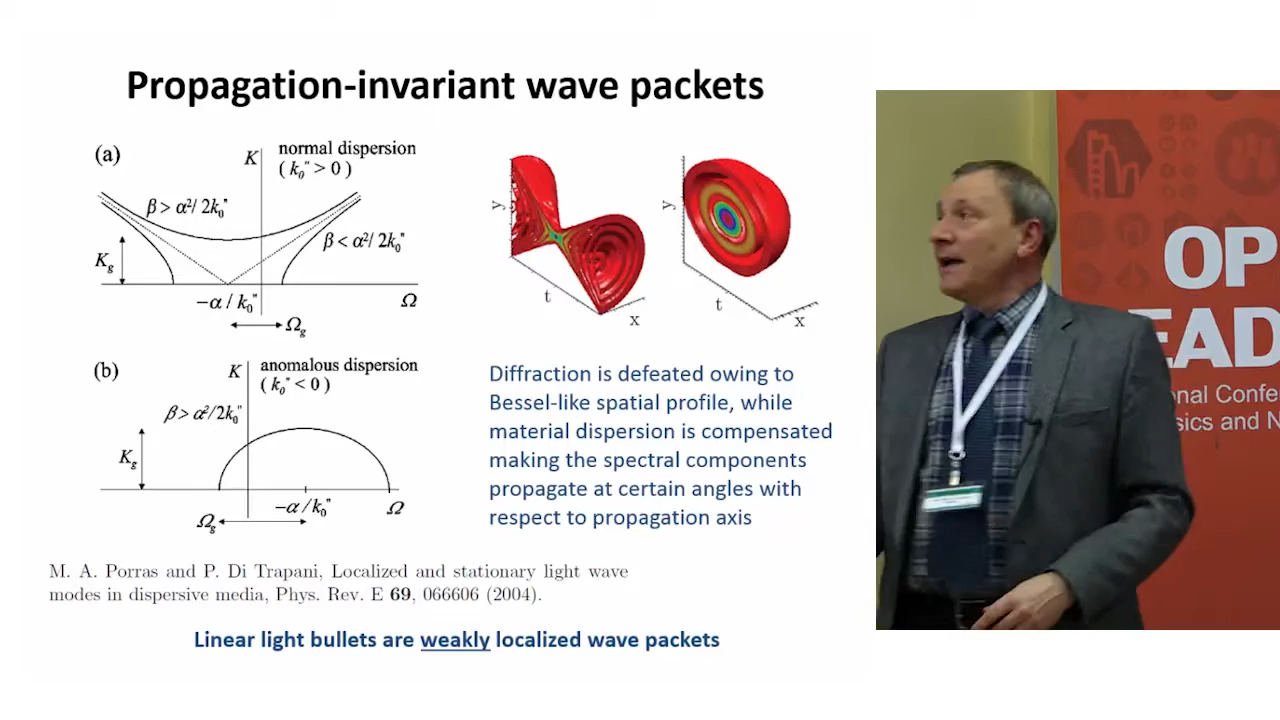 Propagation-invariant wave packets
(a)
K
normal dispersion
( k₀" > 0 )
β > α²/ 2k₀"
β < α²/ 2k₀"
K_g
−α / k₀"
Ω
Ω_g
y
t
x
y
t
x
(b)
K
anomalous dispersion
( k₀" < 0 )
β > α²/2k₀"
K_g
−α /k₀"
Ω
Ω_g
Diffraction is defeated owing to
Bessel-like spatial profile, while
material dispersion is compensated
making the spectral components
propagate at certain angles with
respect to propagation axis
M. A. Porras and P. Di Trapani, Localized and stationary light wave
modes in dispersive media, Phys. Rev. E 69, 066606 (2004).
Linear light bullets are weakly localized wave packets
OP
EAD
onal Confe
sics and N